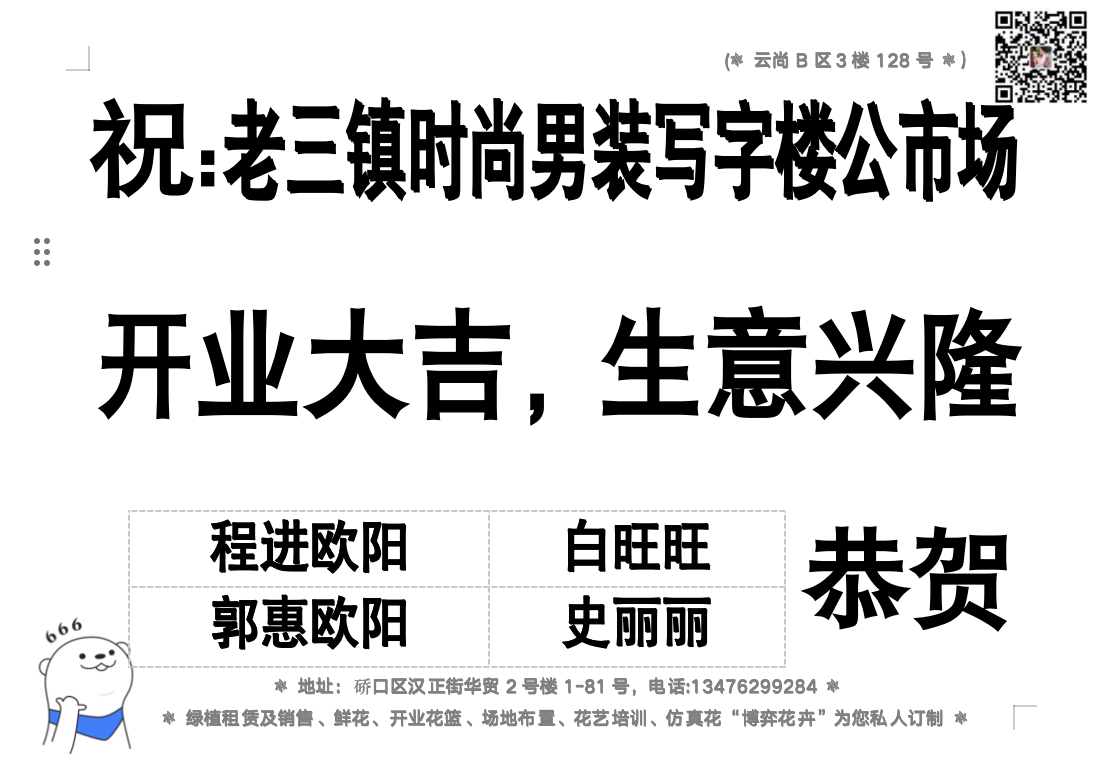 (* 云尚 B 区 3 楼 128 号 *)
祝:老三镇时尚男装写字楼公市场
开业大吉，生意兴隆
程进欧阳 白旺旺
恭贺
郭惠欧阳 史丽丽
666
* 地址：硚口区汉正街华贸 2 号楼 1-81 号，电话:13476299284 *
* 绿植租赁及销售、鲜花、开业花篮、场地布置、花艺培训、仿真花“博弈花卉”为您私人订制 *